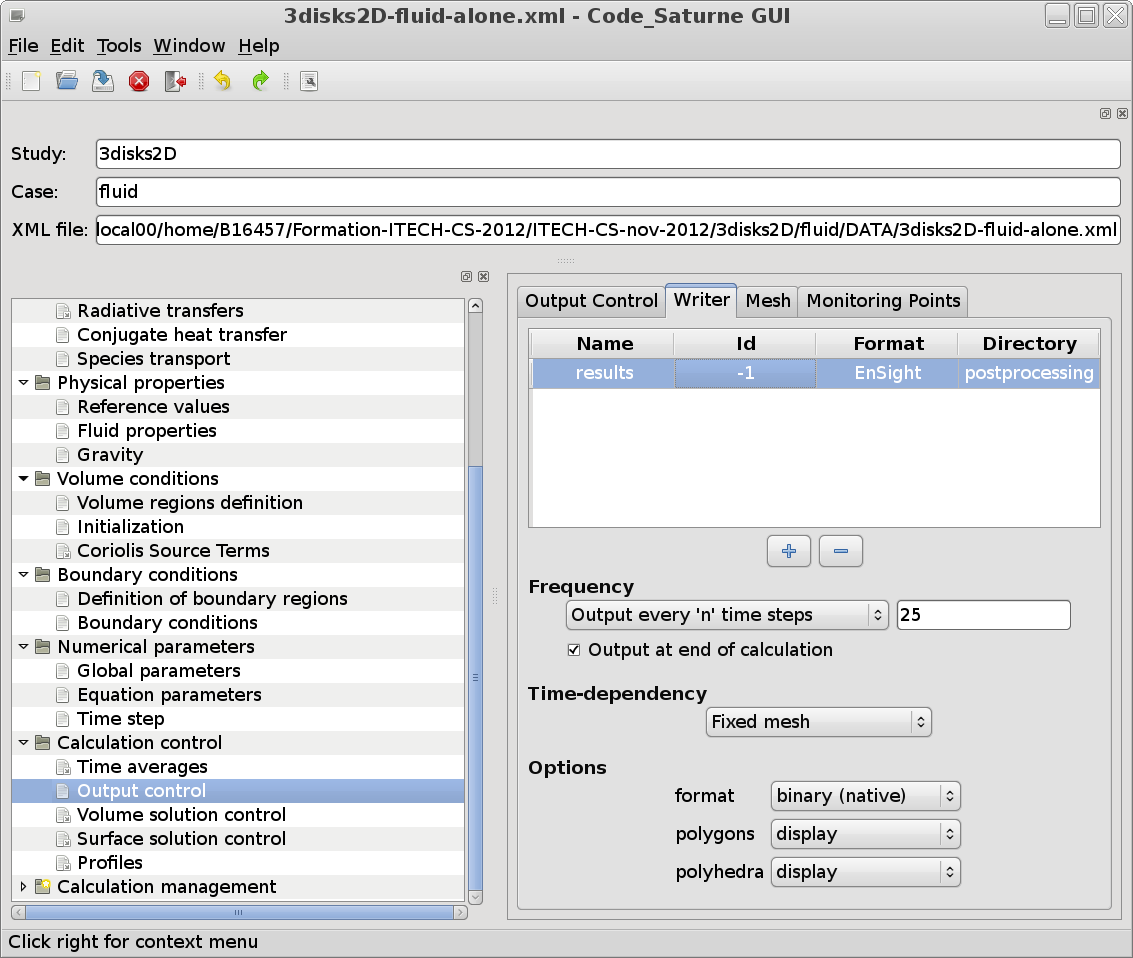 3disks2D-fluid-alone.xml - Code_Saturne GUI
File Edit Tools Window Help
Study: 3disks2D
Case: fluid
XML file: local00/home/B16457/Formation-ITECH-CS-2012/ITECH-CS-nov-2012/3disks2D/fluid/DATA/3disks2D-fluid-alone.xml
Radiative transfers
Conjugate heat transfer
Species transport
Physical properties
Reference values
Fluid properties
Gravity
Volume conditions
Volume regions definition
Initialization
Coriolis Source Terms
Boundary conditions
Definition of boundary regions
Boundary conditions
Numerical parameters
Global parameters
Equation parameters
Time step
Calculation control
Time averages
Output control
Volume solution control
Surface solution control
Profiles
Calculation management
Output Control Writer Mesh Monitoring Points
Name Id Format Directory
results -1 EnSight postprocessing
Frequency
Output every 'n' time steps 25
Output at end of calculation
Time-dependency
Fixed mesh
Options
format binary (native)
polygons display
polyhedra display
Click right for context menu